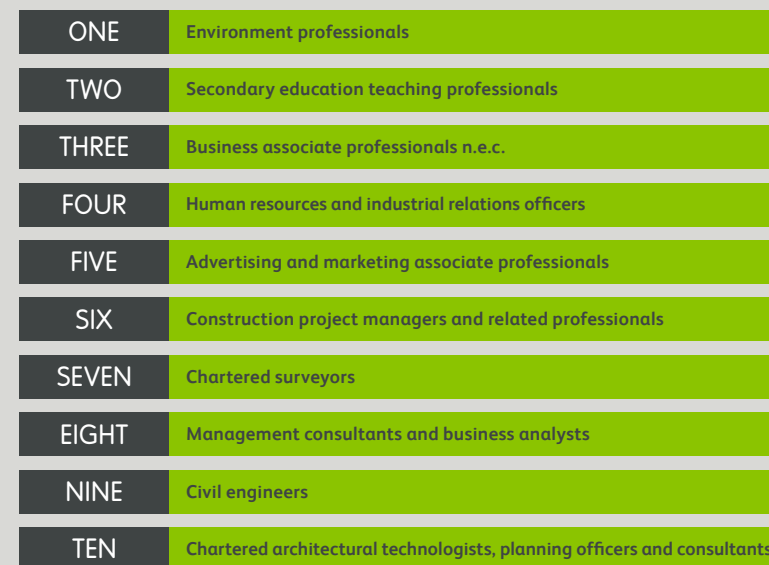 ONE Environment professionals
TWO Secondary education teaching professionals
THREE Business associate professionals n.e.c.
FOUR Human resources and industrial relations officers
FIVE Advertising and marketing associate professionals
SIX Construction project managers and related professionals
SEVEN Chartered surveyors
EIGHT Management consultants and business analysts
NINE Civil engineers
TEN Chartered architectural technologists, planning officers and consultants